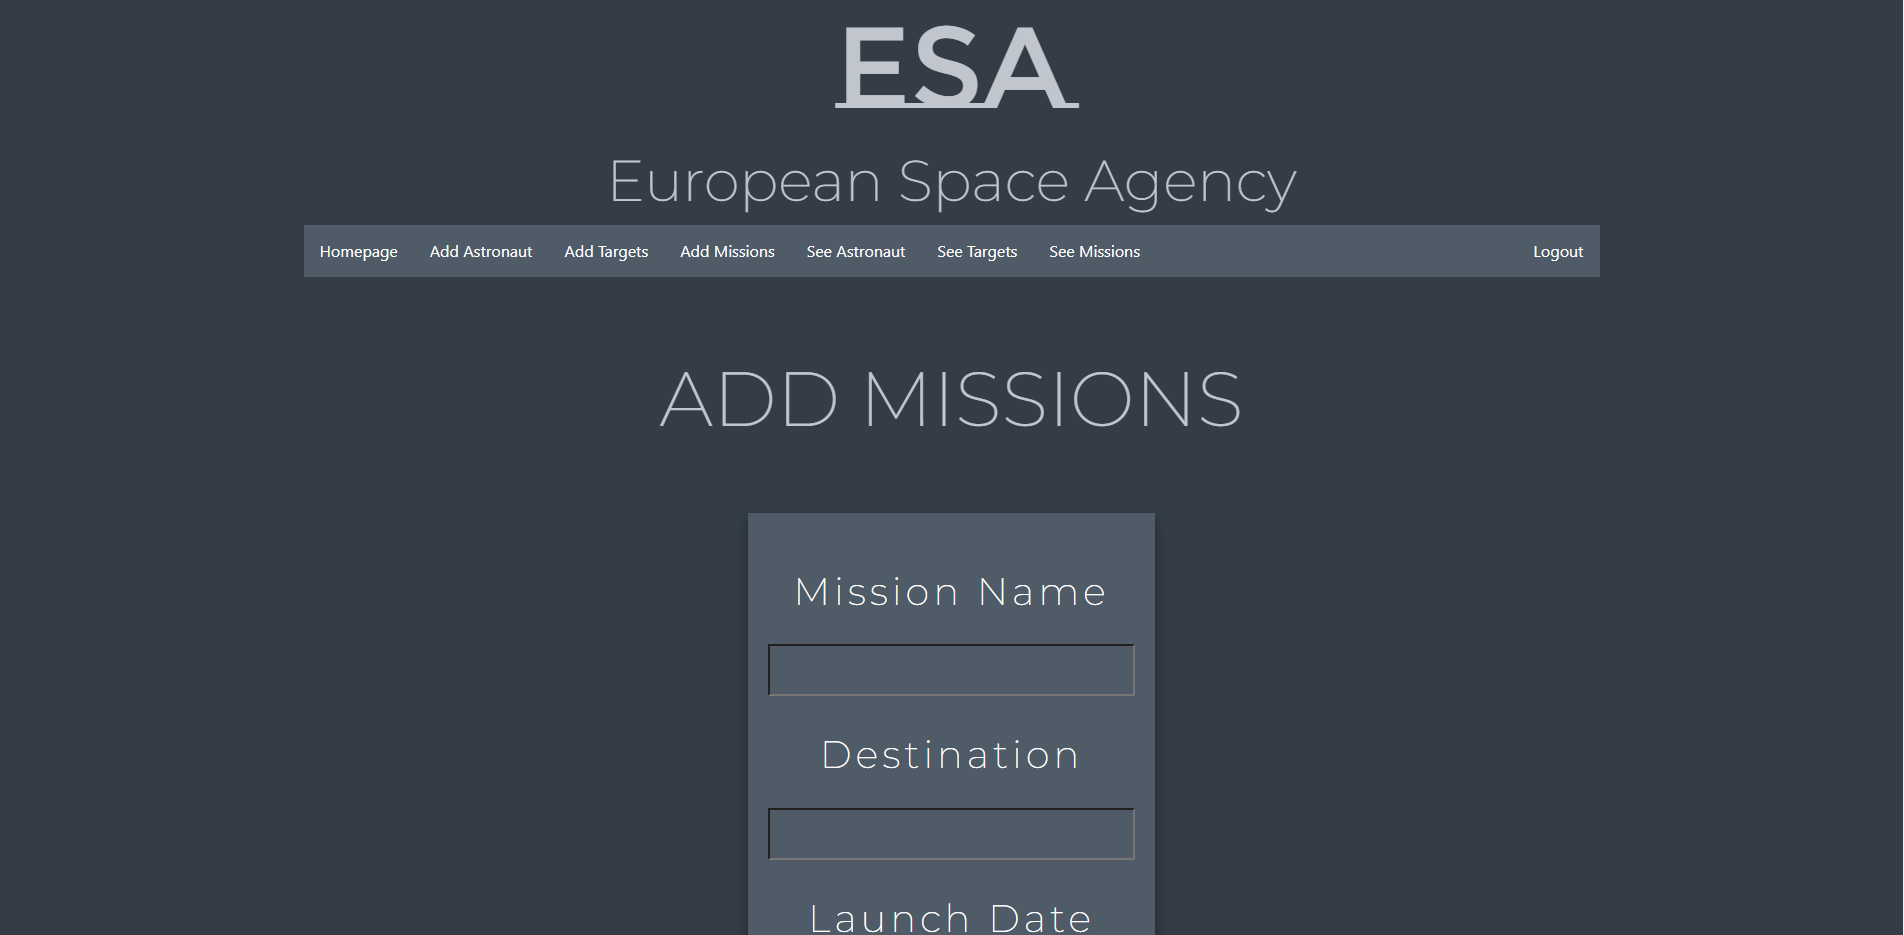 ESA
European Space Agency
Homepage Add Astronaut Add Targets Add Missions See Astronaut See Targets See Missions Logout
ADD MISSIONS
Mission Name
Destination
Launch Date